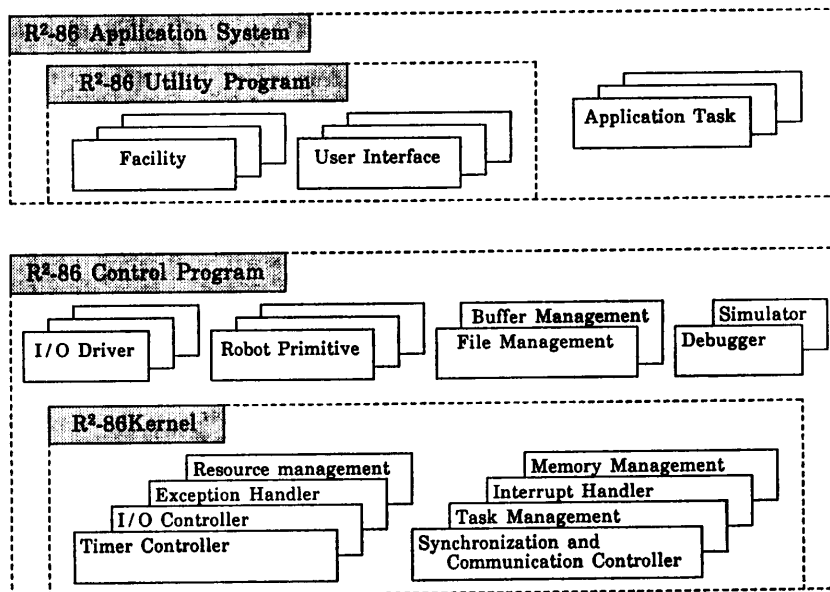 R²-86 Application System
R²-86 Utility Program
Facility
User Interface
Application Task
R²-86 Control Program
I/O Driver
Robot Primitive
Buffer Management
File Management
Simulator
Debugger
R²-86Kernel
Resource management
Exception Handler
I/O Controller
Timer Controller
Memory Management
Interrupt Handler
Task Management
Synchronization and
Communication Controller